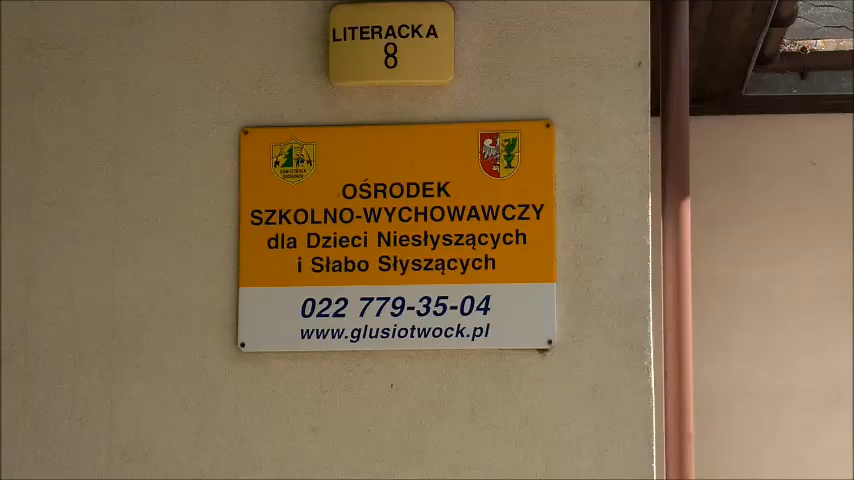 LITERACKA
8
OŚRODEK
SZKOLNO-WYCHOWAWCZY
dla Dzieci Niesłyszących
i Słabo Słyszących
022 779-35-04
www.glusiotwock.pl